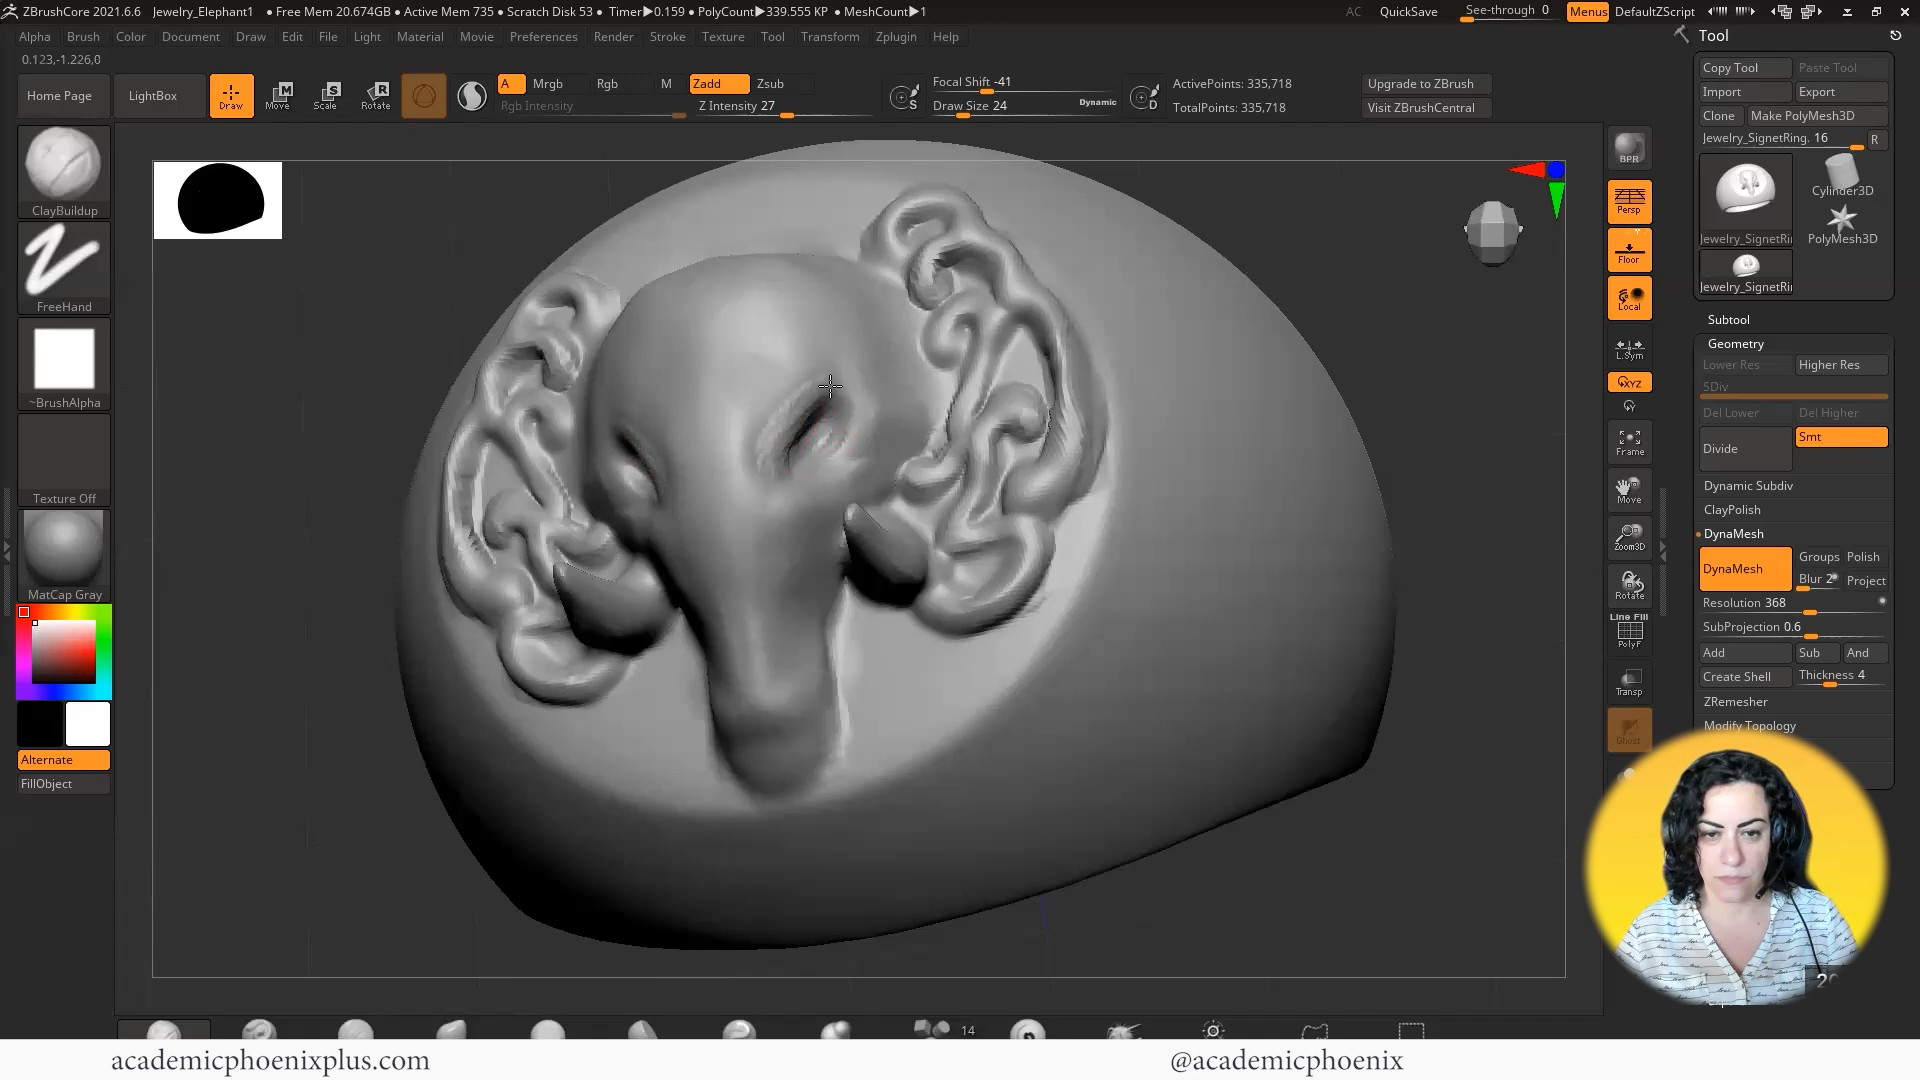 ZBrushCore 2021.6.6 Jewelry_Elephant1 • Free Mem 20.674GB • Active Mem 735 • Scratch Disk 53 • Timer▶0.159 • PolyCount▶339.555 KP • MeshCount▶1
AC QuickSave See-through 0 Menus DefaultZScript
Alpha Brush Color Document Draw Edit File Light Material Movie Preferences Render Stroke Texture Tool Transform Zplugin Help
Tool
0.123,-1.226,0
Home Page LightBox Draw Move Scale Rotate
A Mrgb Rgb M Zadd Zsub
Rgb Intensity Z Intensity 27
Focal Shift -41
Draw Size 24 Dynamic
ActivePoints: 335,718
TotalPoints: 335,718
Upgrade to ZBrush
Visit ZBrushCentral
Copy Tool Paste Tool
Import Export
Clone Make PolyMesh3D
Jewelry_SignetRing. 16 R
Cylinder3D
Jewelry_SignetRi PolyMesh3D
Jewelry_SignetRi
Subtool
Geometry
Lower Res Higher Res
SDiv
Del Lower Del Higher
Divide Smt
Dynamic Subdiv
ClayPolish
DynaMesh
DynaMesh Groups Polish
Blur 2 Project
Resolution 368
SubProjection 0.6
Add Sub And
Create Shell Thickness 4
ZRemesher
Modify Topology
ClayBuildup
FreeHand
~BrushAlpha
Texture Off
MatCap Gray
Alternate
FillObject
BPR
Persp
Floor
Local
L.Sym
XYZ
Frame
Move
Zoom3D
Rotate
Line Fill
PolyF
Transp
Ghost
14
academicphoenixplus.com @academicphoenix